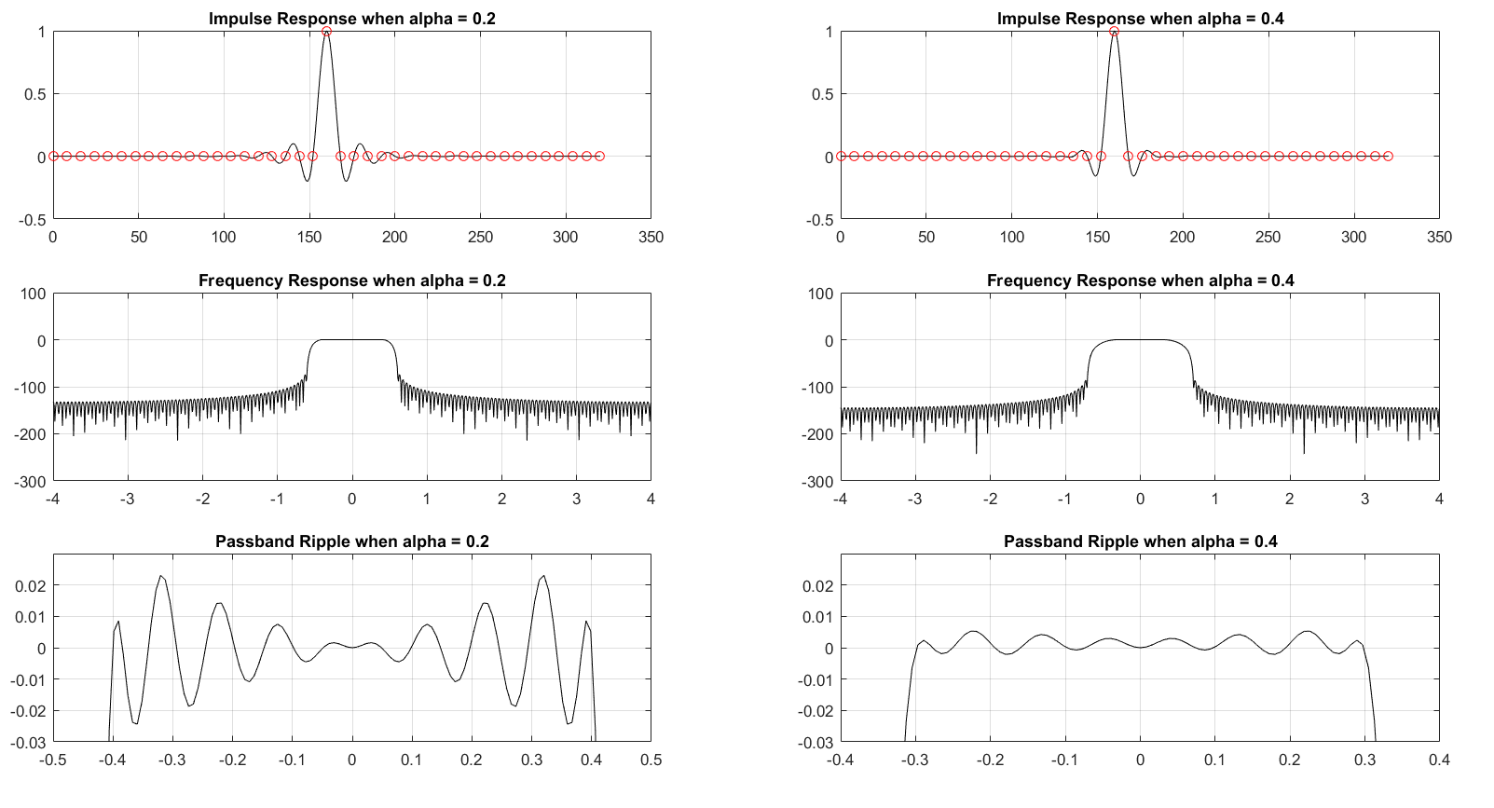 Impulse Response when alpha = 0.2
1
0.5
0
-0.5
0 50 100 150 200 250 300 350
Impulse Response when alpha = 0.4
1
0.5
0
-0.5
0 50 100 150 200 250 300 350
Frequency Response when alpha = 0.2
100
0
-100
-200
-300
-4 -3 -2 -1 0 1 2 3 4
Frequency Response when alpha = 0.4
100
0
-100
-200
-300
-4 -3 -2 -1 0 1 2 3 4
Passband Ripple when alpha = 0.2
0.02
0.01
0
-0.01
-0.02
-0.03
-0.5 -0.4 -0.3 -0.2 -0.1 0 0.1 0.2 0.3 0.4 0.5
Passband Ripple when alpha = 0.4
0.02
0.01
0
-0.01
-0.02
-0.03
-0.4 -0.3 -0.2 -0.1 0 0.1 0.2 0.3 0.4